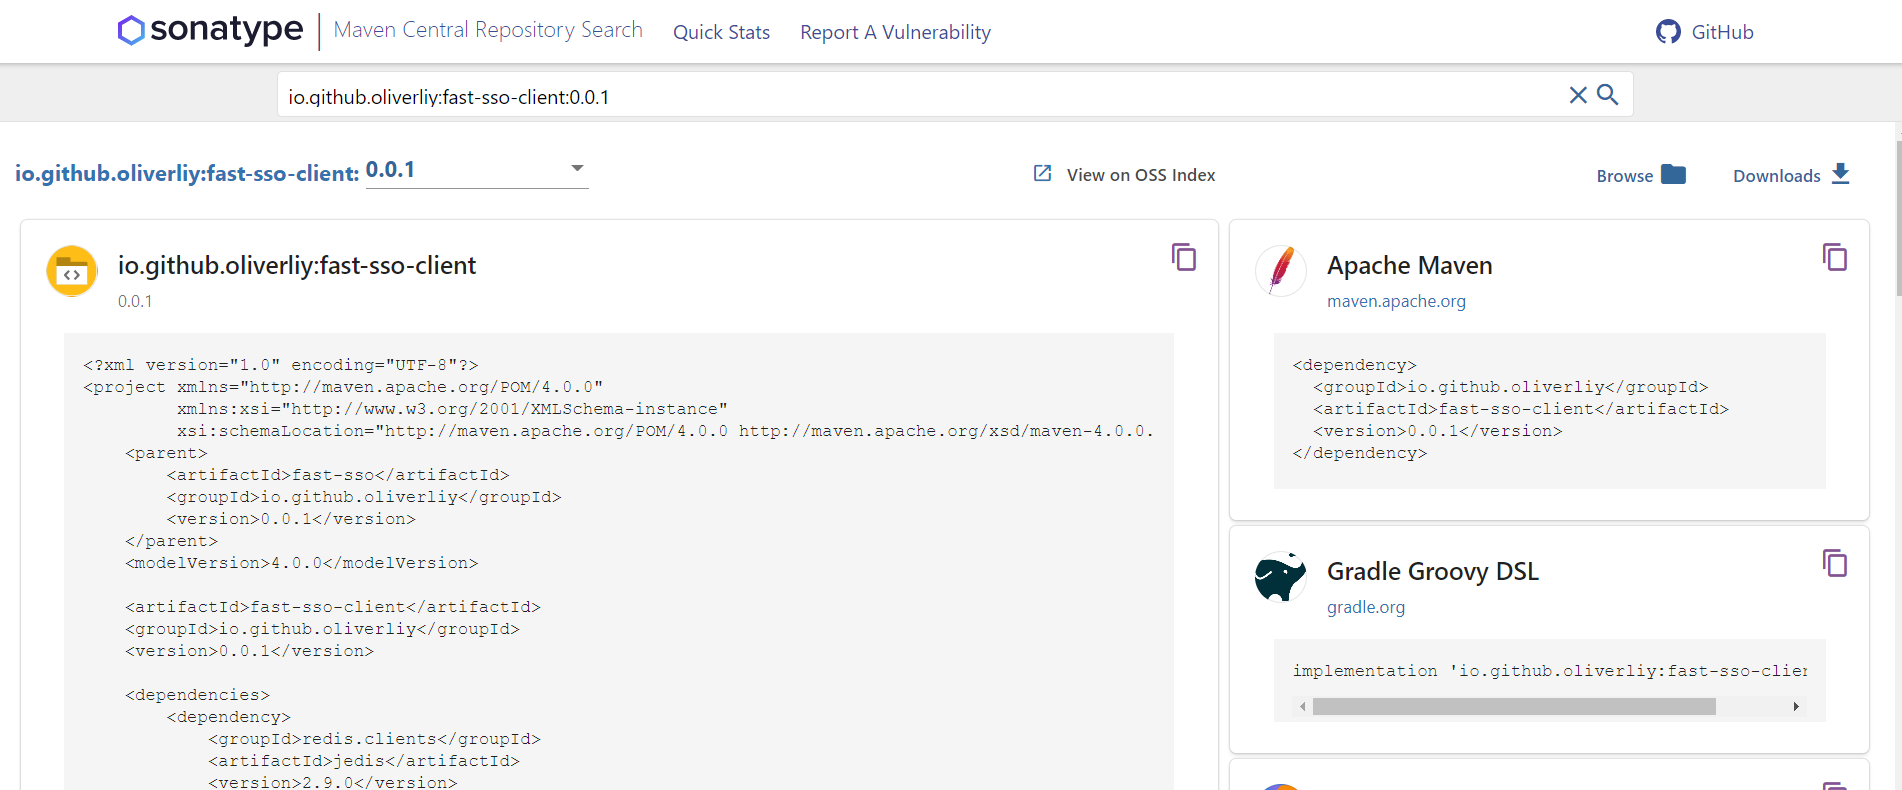 sonatype
Maven Central Repository Search
Quick Stats
Report A Vulnerability
GitHub
io.github.oliverliy:fast-sso-client:0.0.1
io.github.oliverliy:fast-sso-client: 0.0.1
View on OSS Index
Browse
Downloads
io.github.oliverliy:fast-sso-client
0.0.1
<?xml version="1.0" encoding="UTF-8"?>
<project xmlns="http://maven.apache.org/POM/4.0.0"
         xmlns:xsi="http://www.w3.org/2001/XMLSchema-instance"
         xsi:schemaLocation="http://maven.apache.org/POM/4.0.0 http://maven.apache.org/xsd/maven-4.0.0.
    <parent>
        <artifactId>fast-sso</artifactId>
        <groupId>io.github.oliverliy</groupId>
        <version>0.0.1</version>
    </parent>
    <modelVersion>4.0.0</modelVersion>
    <artifactId>fast-sso-client</artifactId>
    <groupId>io.github.oliverliy</groupId>
    <version>0.0.1</version>
    <dependencies>
        <dependency>
            <groupId>redis.clients</groupId>
            <artifactId>jedis</artifactId>
            <version>2.9.0</version>
Apache Maven
maven.apache.org
<dependency>
  <groupId>io.github.oliverliy</groupId>
  <artifactId>fast-sso-client</artifactId>
  <version>0.0.1</version>
</dependency>
Gradle Groovy DSL
gradle.org
implementation 'io.github.oliverliy:fast-sso-clien